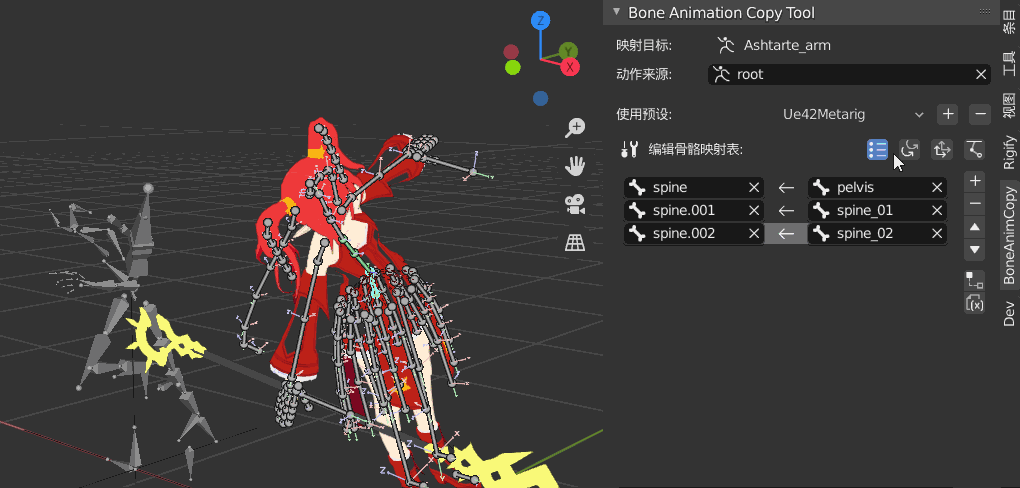 Bone Animation Copy Tool
映射目标: Ashtarte_arm
动作来源: root
使用预设: Ue42Metarig
编辑骨骼映射表:
spine pelvis
spine.001 spine_01
spine.002 spine_02
条目
工具
视图
Rigify
BoneAnimCopy
Dev
Z
Y
X
(x)